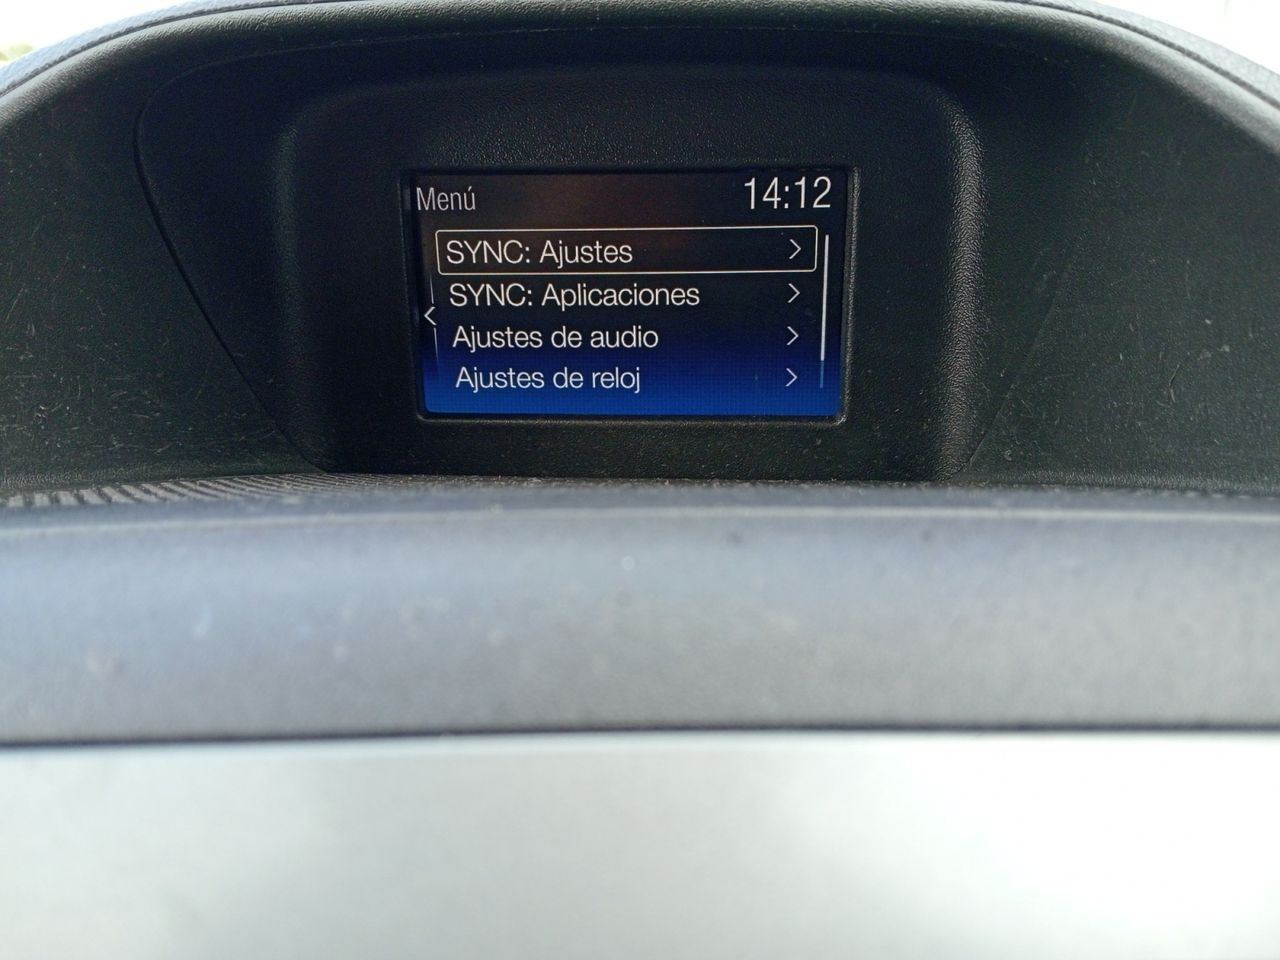 Menú 14:12
SYNC: Ajustes
SYNC: Aplicaciones
Ajustes de audio
Ajustes de reloj